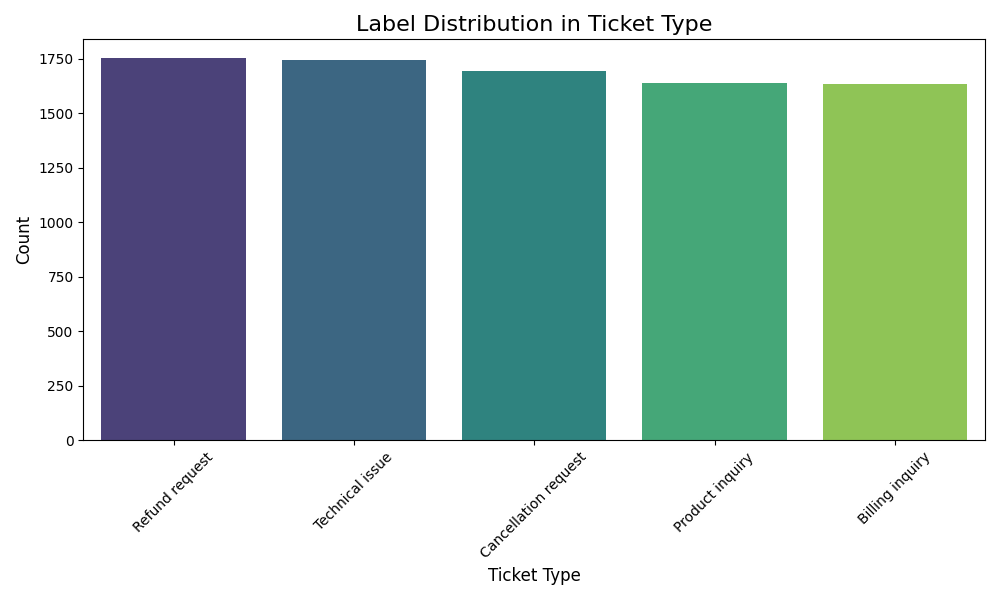 Label Distribution in Ticket Type
1750
1500
1250
1000
750
500
250
0
Count
Refund request
Technical issue
Cancellation request
Product inquiry
Billing inquiry
Ticket Type